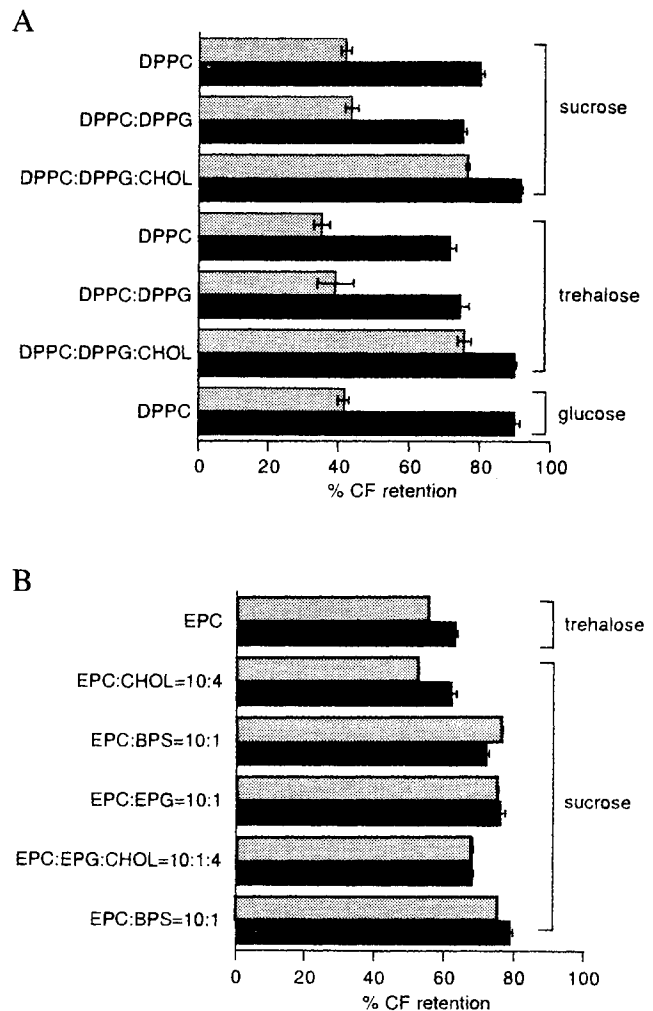 A
DPPC
DPPC:DPPG
DPPC:DPPG:CHOL
sucrose
DPPC
DPPC:DPPG
DPPC:DPPG:CHOL
trehalose
DPPC
glucose
0 20 40 60 80 100
% CF retention
B
EPC
trehalose
EPC:CHOL=10:4
EPC:BPS=10:1
EPC:EPG=10:1
EPC:EPG:CHOL=10:1:4
EPC:BPS=10:1
sucrose
0 20 40 60 80 100
% CF retention